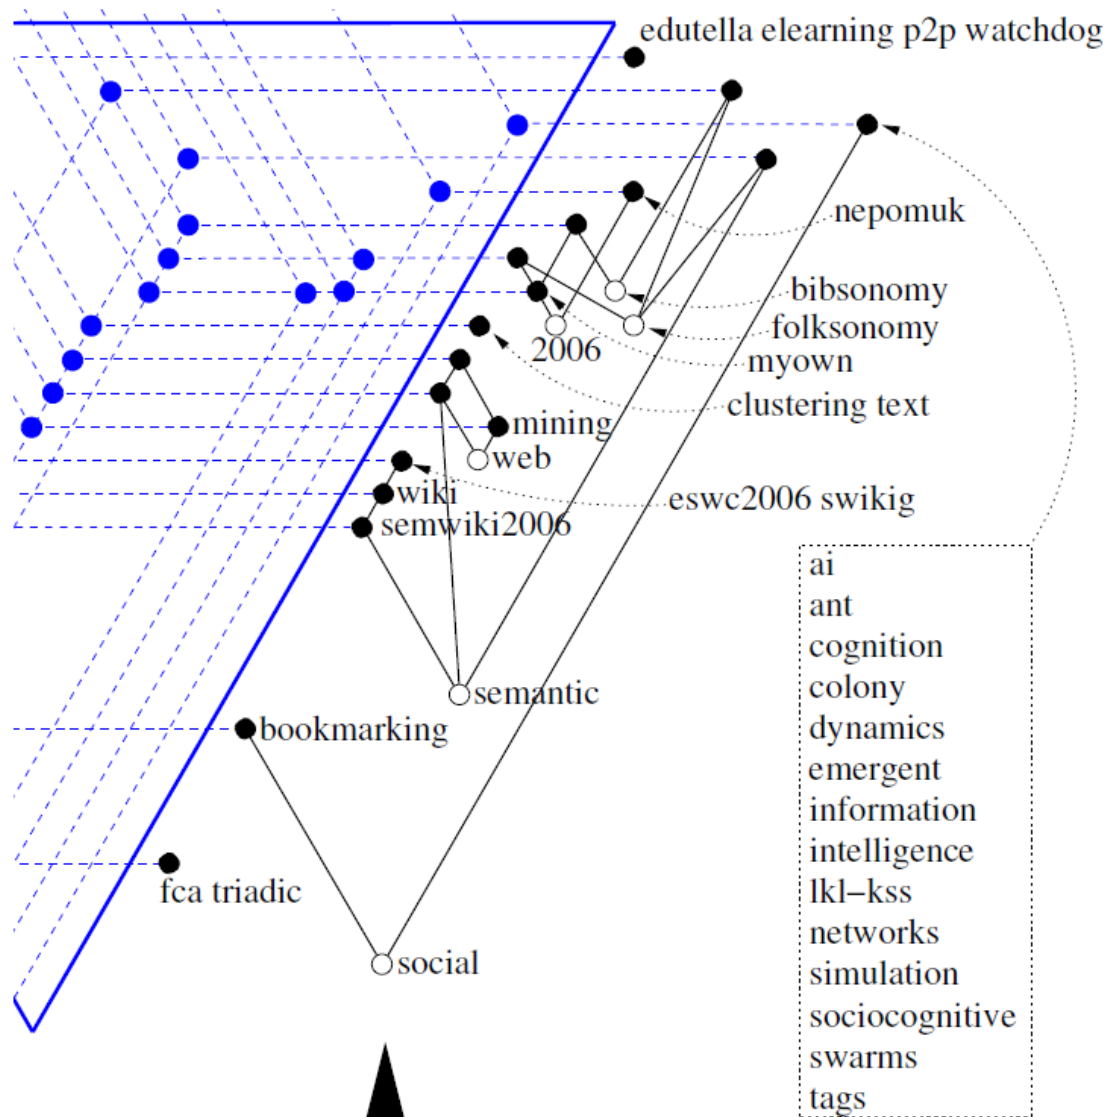 edutella elearning p2p watchdog
nepomuk
bibsonomy
folksonomy
2006
myown
clustering text
mining
web
wiki
eswc2006 swikig
semwiki2006
ai
ant
cognition
colony
semantic
dynamics
bookmarking
emergent
information
intelligence
fca triadic
lkl-kss
networks
social
simulation
sociocognitive
swarms
tags